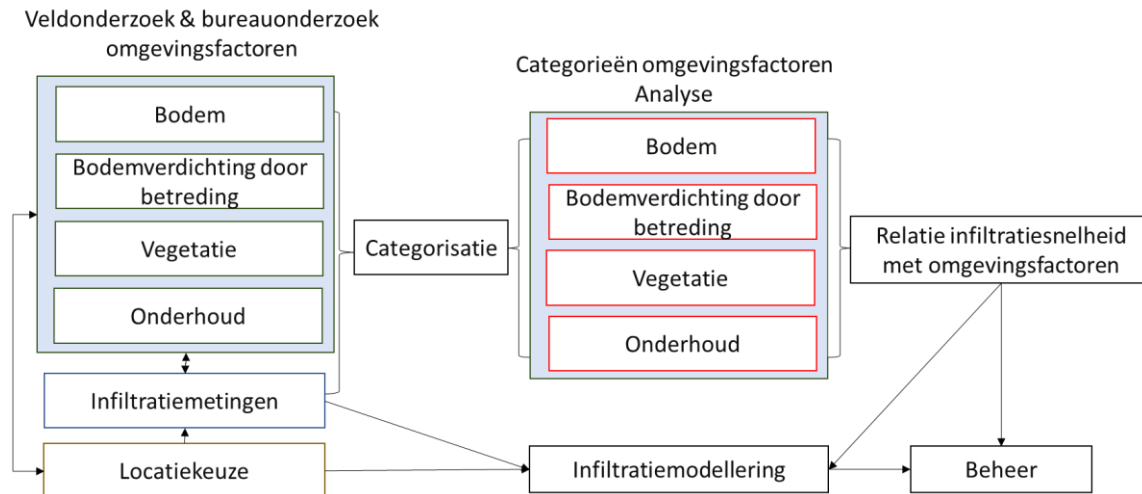 Veldonderzoek & bureauonderzoek
omgevingsfactoren
Bodem
Bodemverdichting door
betreding
Vegetatie
Onderhoud
Infiltratiemetingen
Locatiekeuze
Categorisatie
Categorieën omgevingsfactoren
Analyse
Bodem
Bodemverdichting door
betreding
Vegetatie
Onderhoud
Relatie infiltratiesnelheid
met omgevingsfactoren
Infiltratiemodellering
Beheer